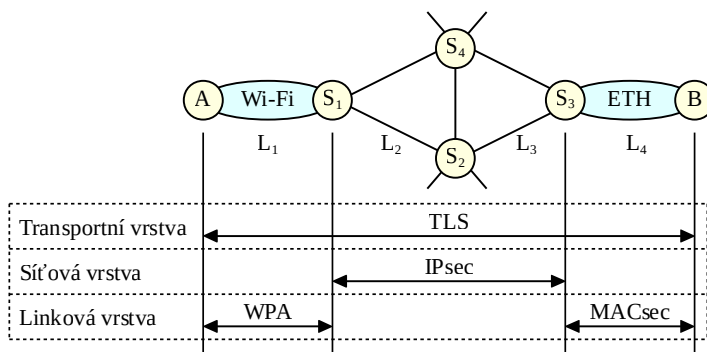 S₄
A Wi-Fi S₁ S₃ ETH B
L₁ L₂ S₂ L₃ L₄
Transportní vrstva TLS
Síťová vrstva IPsec
Linková vrstva WPA MACsec